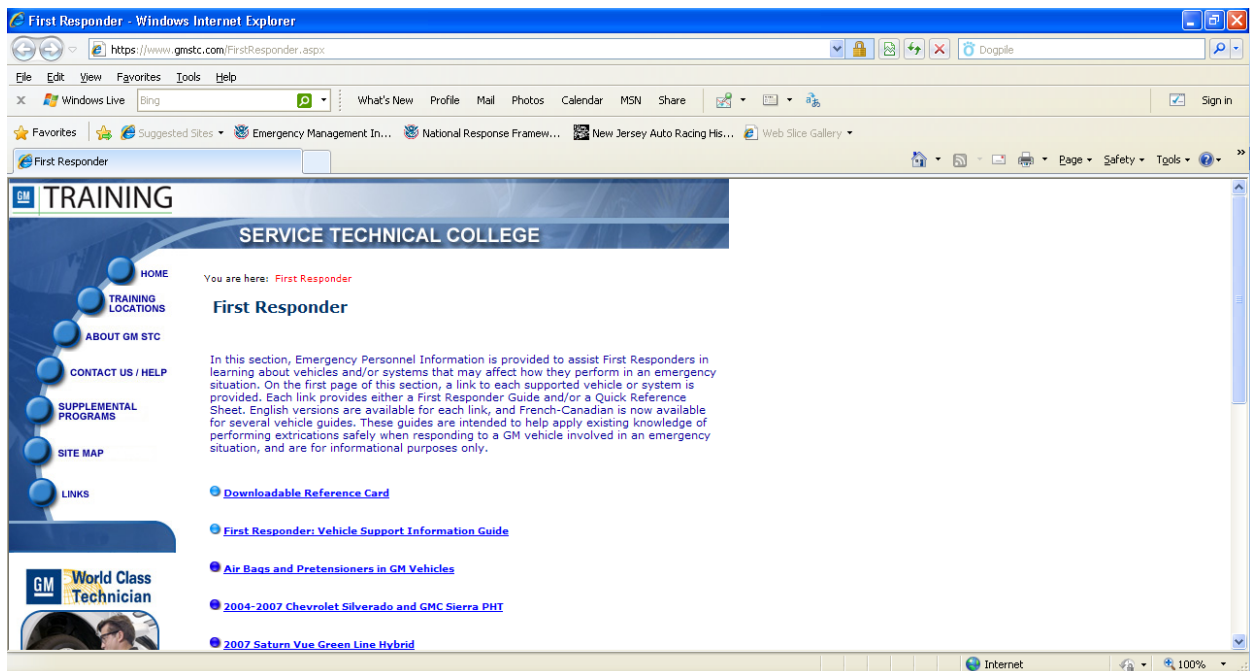 First Responder - Windows Internet Explorer
https://www.gmstc.com/FirstResponder.aspx
Dogpile
File Edit View Favorites Tools Help
x Windows Live Bing What's New Profile Mail Photos Calendar MSN Share Sign in
Favorites Suggested Sites Emergency Management In... National Response Framew... New Jersey Auto Racing His... Web Slice Gallery
First Responder Page Safety Tools »
GM TRAINING
SERVICE TECHNICAL COLLEGE
HOME
TRAINING
LOCATIONS
ABOUT GM STC
CONTACT US / HELP
SUPPLEMENTAL
PROGRAMS
SITE MAP
LINKS
GM World Class
Technician
You are here: First Responder
First Responder
In this section, Emergency Personnel Information is provided to assist First Responders in
learning about vehicles and/or systems that may affect how they perform in an emergency
situation. On the first page of this section, a link to each supported vehicle or system is
provided. Each link provides either a First Responder Guide and/or a Quick Reference
Sheet. English versions are available for each link, and French-Canadian is now available
for several vehicle guides. These guides are intended to help apply existing knowledge of
performing extrications safely when responding to a GM vehicle involved in an emergency
situation, and are for informational purposes only.
Downloadable Reference Card
First Responder: Vehicle Support Information Guide
Air Bags and Pretensioners in GM Vehicles
2004-2007 Chevrolet Silverado and GMC Sierra PHT
2007 Saturn Vue Green Line Hybrid
Internet 100%